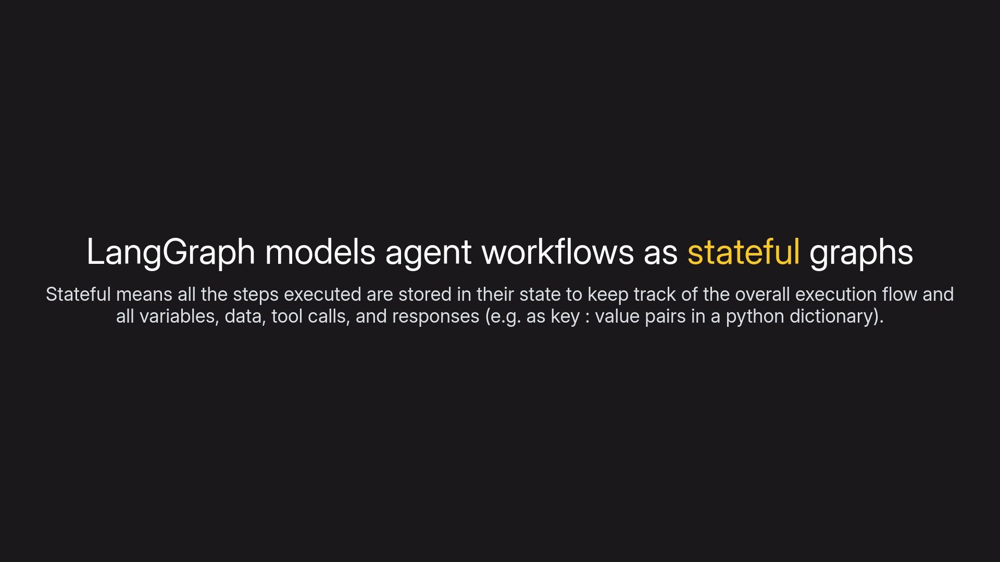 LangGraph models agent workflows as stateful graphs
Stateful means all the steps executed are stored in their state to keep track of the overall execution flow and
all variables, data, tool calls, and responses (e.g. as key : value pairs in a python dictionary).